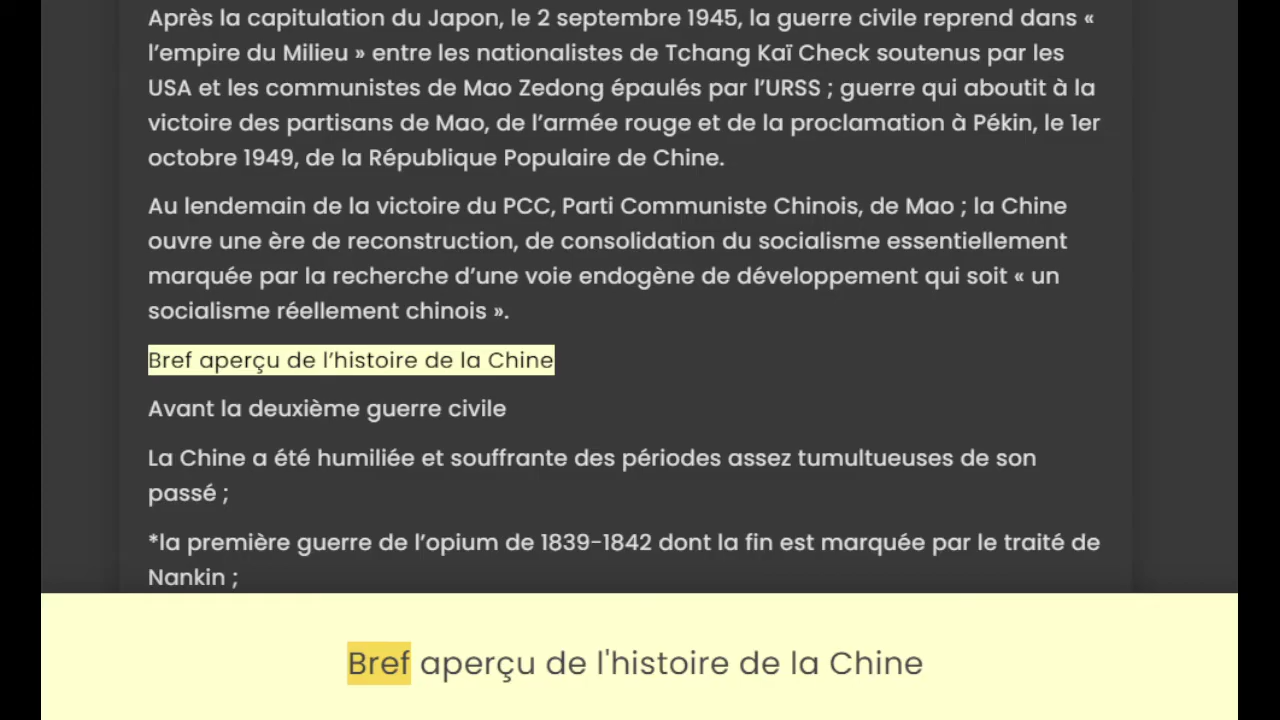 Après la capitulation du Japon, le 2 septembre 1945, la guerre civile reprend dans «
l’empire du Milieu » entre les nationalistes de Tchang Kaï Check soutenus par les
USA et les communistes de Mao Zedong épaulés par l’URSS ; guerre qui aboutit à la
victoire des partisans de Mao, de l’armée rouge et de la proclamation à Pékin, le 1er
octobre 1949, de la République Populaire de Chine.
Au lendemain de la victoire du PCC, Parti Communiste Chinois, de Mao ; la Chine
ouvre une ère de reconstruction, de consolidation du socialisme essentiellement
marquée par la recherche d’une voie endogène de développement qui soit « un
socialisme réellement chinois ».
Bref aperçu de l’histoire de la Chine
Avant la deuxième guerre civile
La Chine a été humiliée et souffrante des périodes assez tumultueuses de son
passé ;
*la première guerre de l’opium de 1839-1842 dont la fin est marquée par le traité de
Nankin ;
Bref aperçu de l'histoire de la Chine